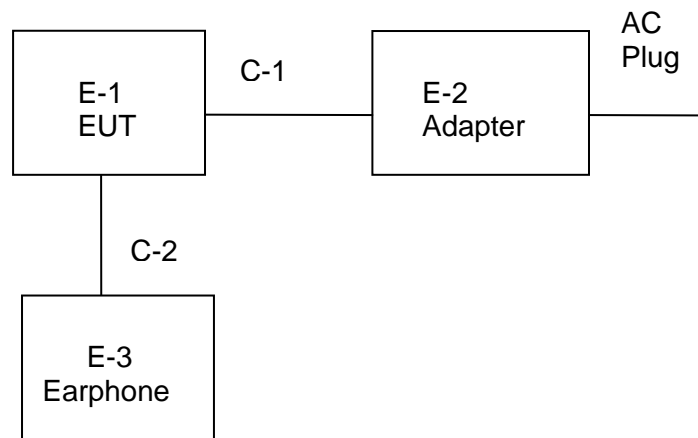 AC
Plug
C-1
E-1
EUT
E-2
Adapter
C-2
E-3
Earphone